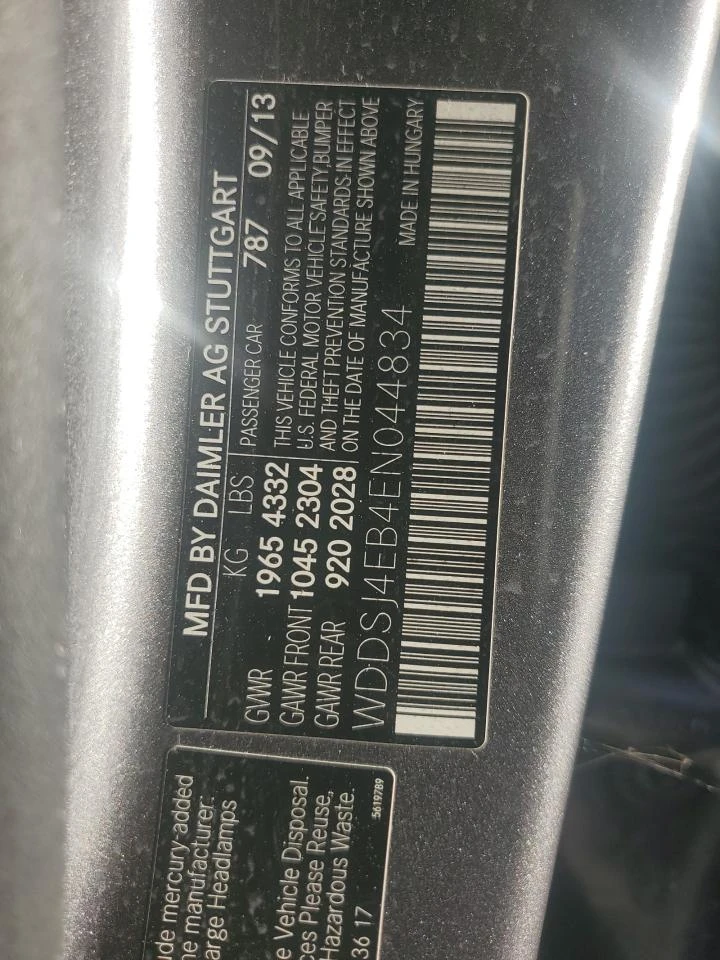 MFD BY DAIMLER AG STUTTGART
KG LBS PASSENGER CAR 787 09/13
GVWR 1965 4332
GAWR FRONT 1045 2304
GAWR REAR 920 2028
THIS VEHICLE CONFORMS TO ALL APPLICABLE
U.S. FEDERAL MOTOR VEHICLE SAFETY,BUMPER
AND THEFT PREVENTION STANDARDS IN EFFECT
ON THE DATE OF MANUFACTURE SHOWN ABOVE
WDDSJ4EB4EN044834 MADE IN HUNGARY
ude mercury-added
he manufacturer.
arge Headlamps
e Vehicle Disposal.
ces Please Reuse,
Hazardous Waste.
36 17 5619789